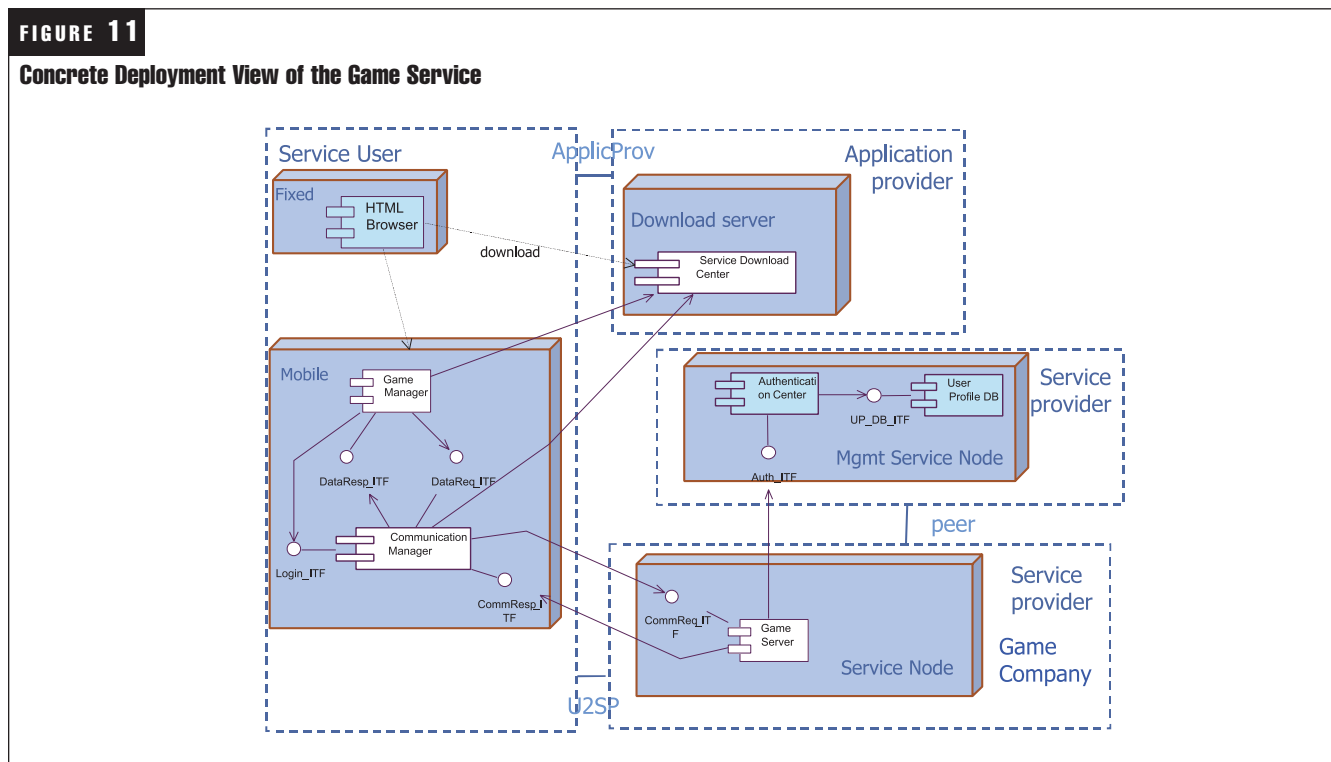 FIGURE 11
Concrete Deployment View of the Game Service
Service User
ApplicProv
Application
provider
Fixed
HTML
Browser
Download server
download
Service Download
Center
Mobile
Game
Manager
Authenticati
on Center
User
Profile DB
Service
provider
UP_DB_ITF
Mgmt Service Node
DataResp_ITF
DataReq_ITF
Auth_ITF
peer
Communication
Manager
Login_ITF
CommResp_I
TF
CommReq_IT
F
Game
Server
Service
provider
Game
Company
Service Node
U2SP